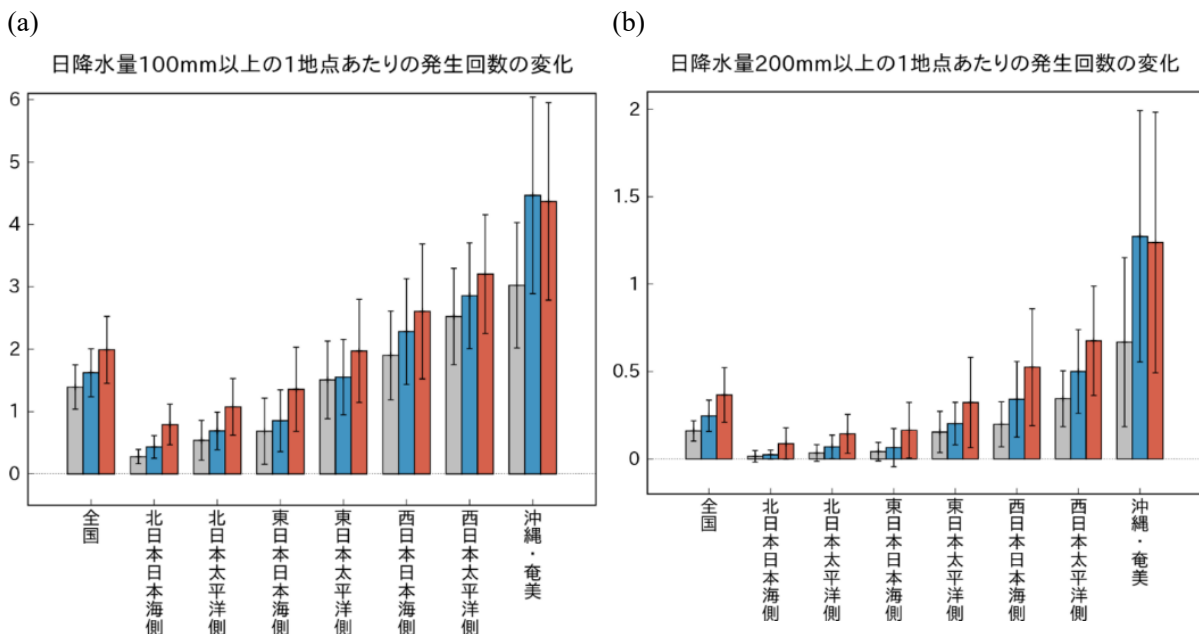 (a)
日降水量100mm以上の1地点あたりの発生回数の変化
6
5
4
3
2
1
0
全国
北日本日本海側
北日本太平洋側
東日本日本海側
東日本太平洋側
西日本日本海側
西日本太平洋側
沖縄・奄美
(b)
日降水量200mm以上の1地点あたりの発生回数の変化
2
1.5
1
0.5
0
全国
北日本日本海側
北日本太平洋側
東日本日本海側
東日本太平洋側
西日本日本海側
西日本太平洋側
沖縄・奄美